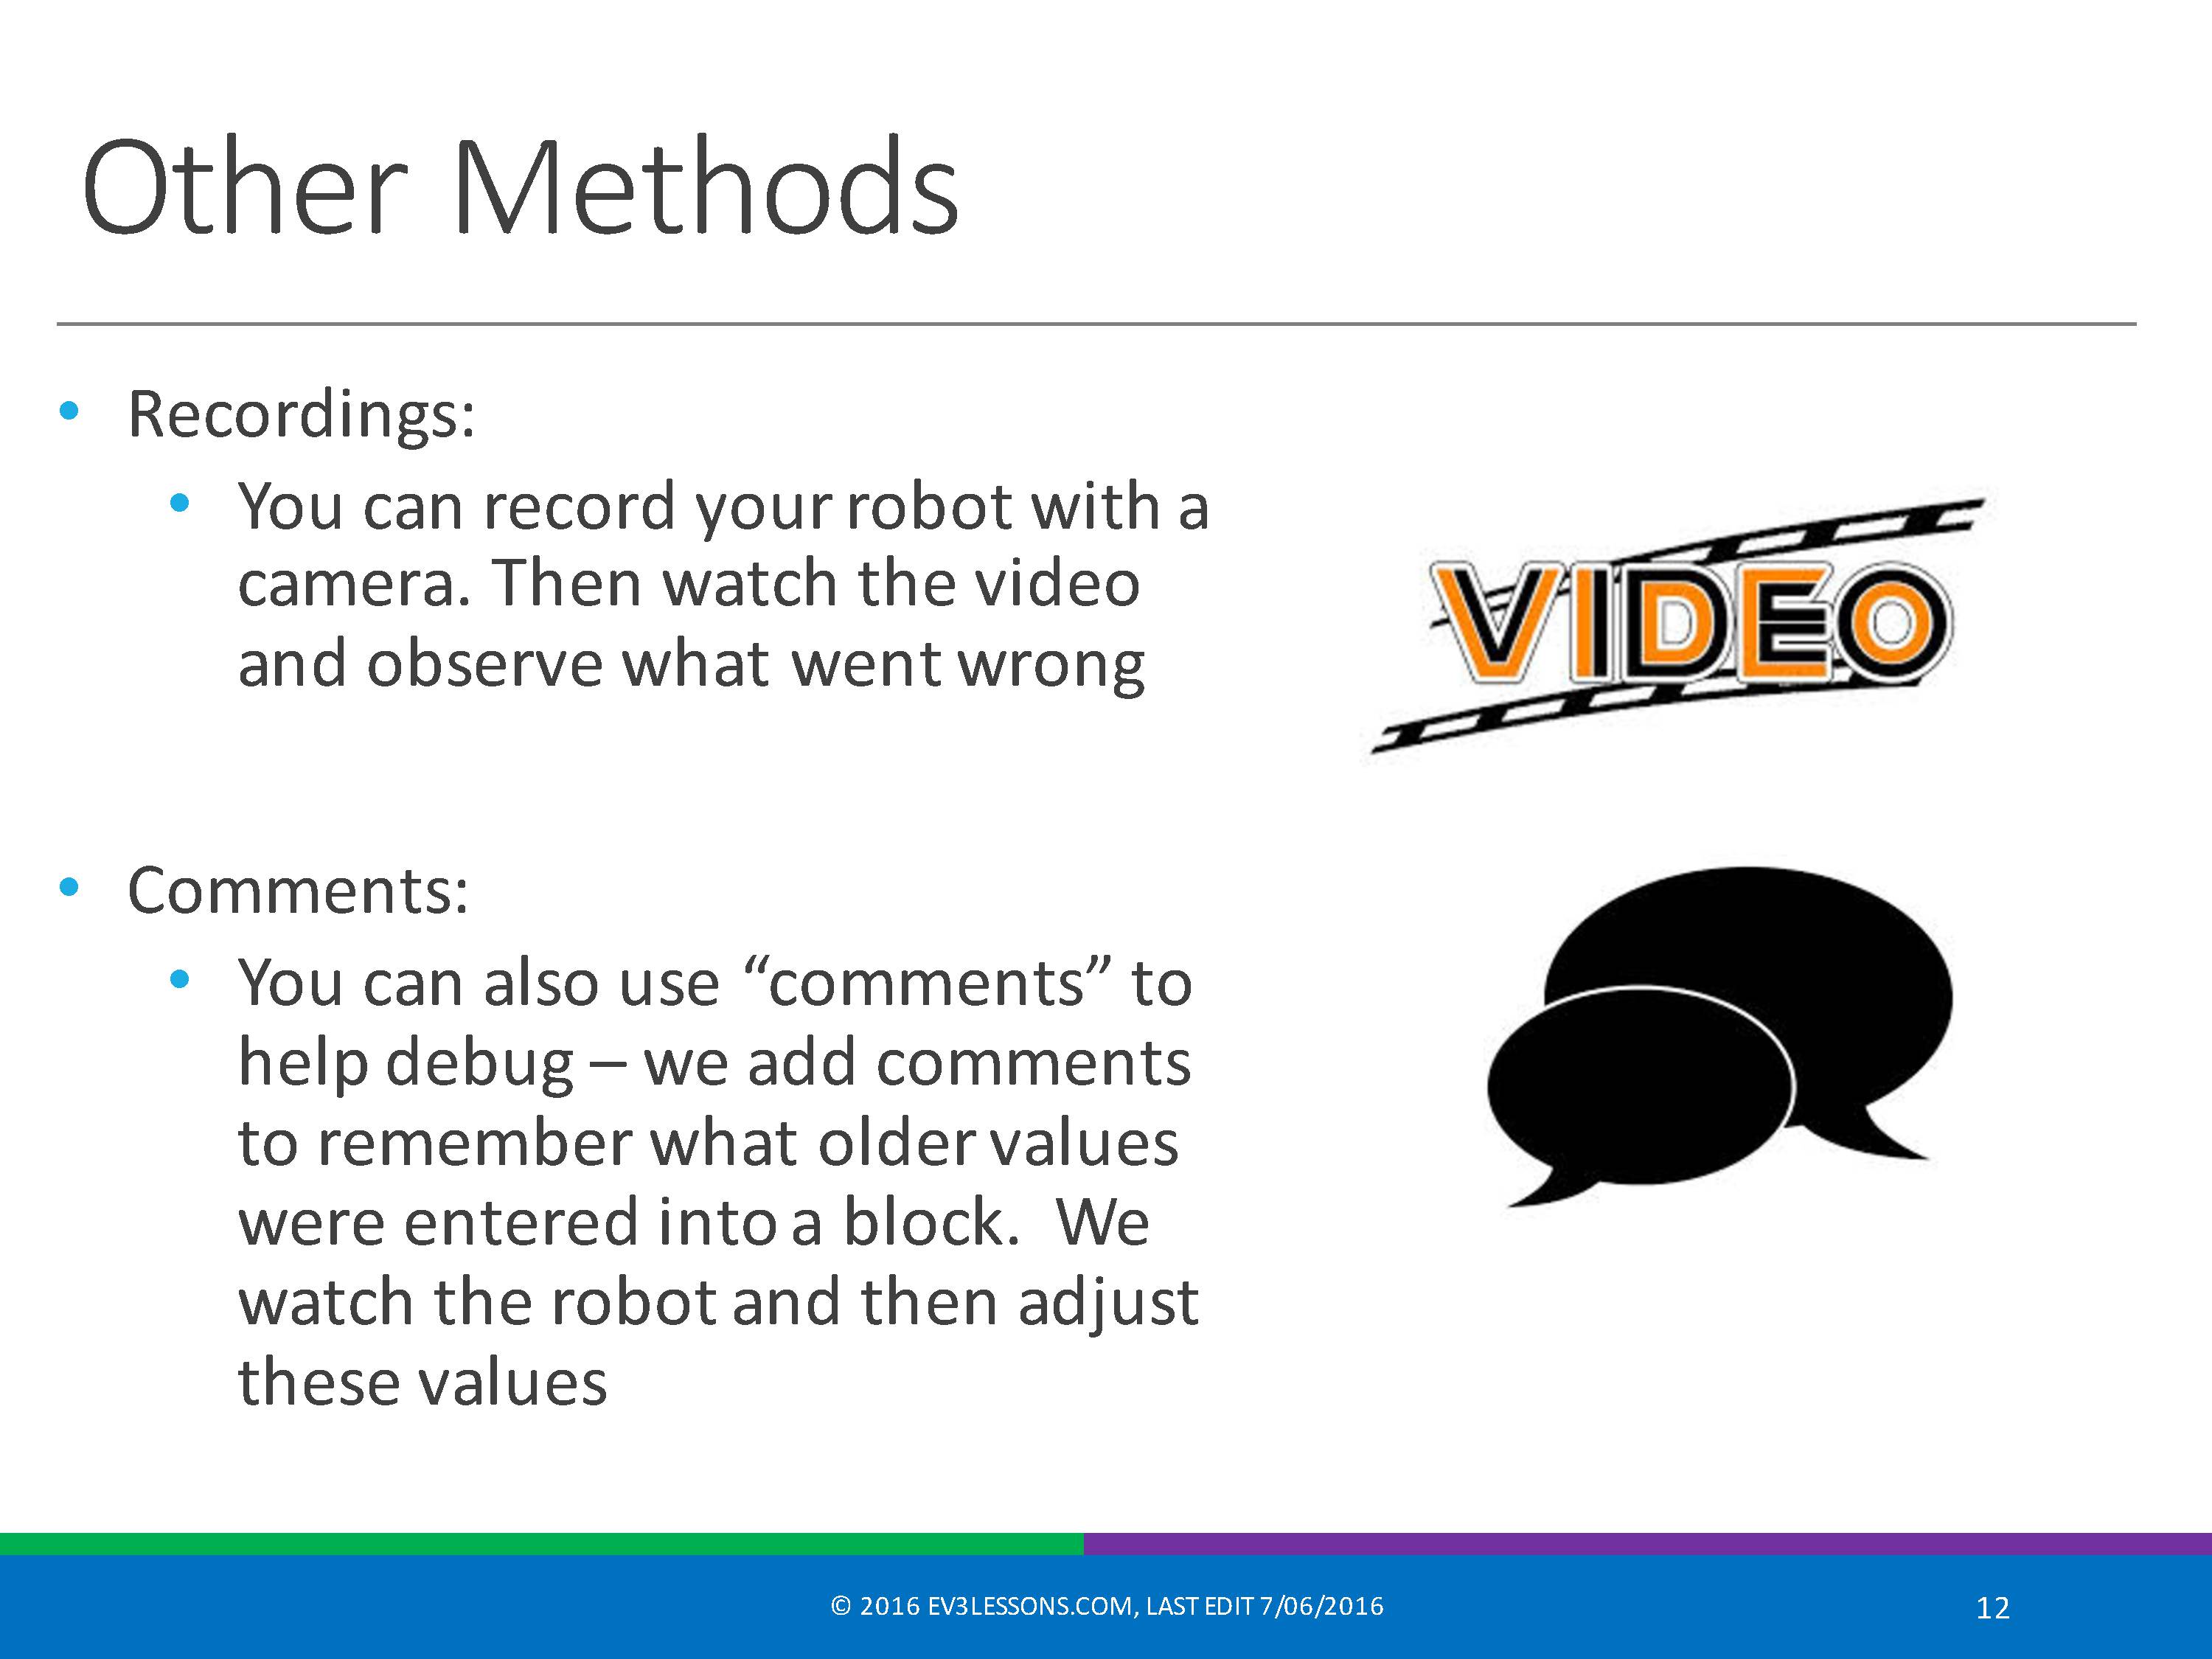 Other Methods
• Recordings:
• You can record your robot with a
camera. Then watch the video
and observe what went wrong
VIDEO
• Comments:
• You can also use “comments” to
help debug – we add comments
to remember what older values
were entered into a block. We
watch the robot and then adjust
these values
© 2016 EV3LESSONS.COM, LAST EDIT 7/06/2016
12